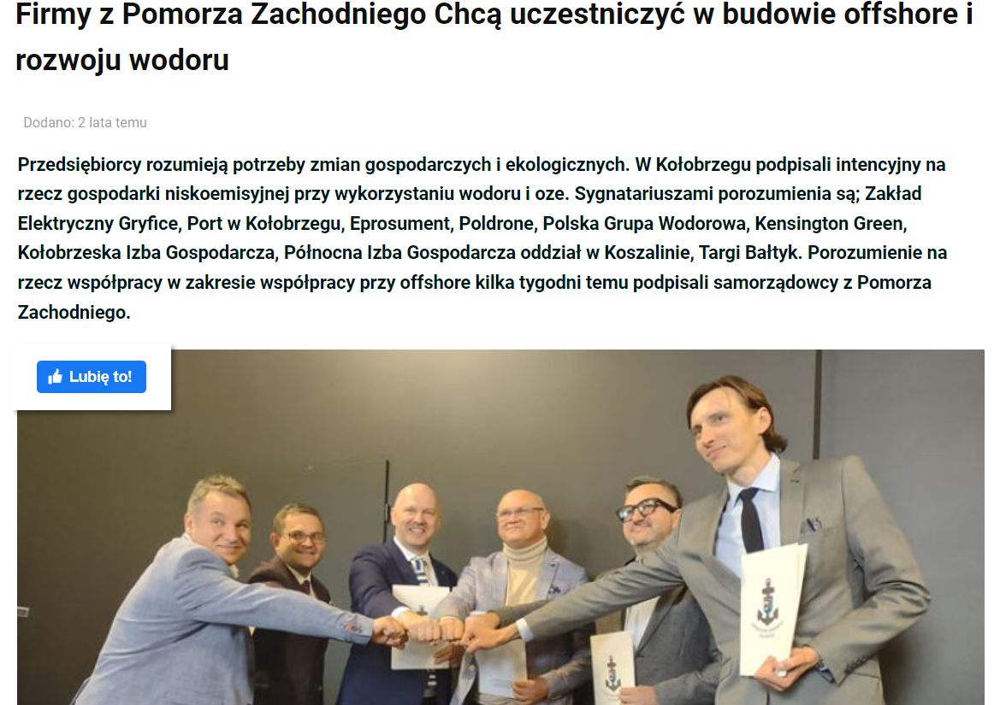 Firmy z Pomorza Zachodniego Chcą uczestniczyć w budowie offshore i
rozwoju wodoru
Dodano: 2 lata temu
Przedsiębiorcy rozumieją potrzeby zmian gospodarczych i ekologicznych. W Kołobrzegu podpisali intencyjny na
rzecz gospodarki niskoemisyjnej przy wykorzystaniu wodoru i oze. Sygnatariuszami porozumienia są; Zakład
Elektryczny Gryfice, Port w Kołobrzegu, Eprosument, Poldrone, Polska Grupa Wodorowa, Kensington Green,
Kołobrzeska Izba Gospodarcza, Północna Izba Gospodarcza oddział w Koszalinie, Targi Bałtyk. Porozumienie na
rzecz współpracy w zakresie współpracy przy offshore kilka tygodni temu podpisali samorządowcy z Pomorza
Zachodniego.
Lubię to!